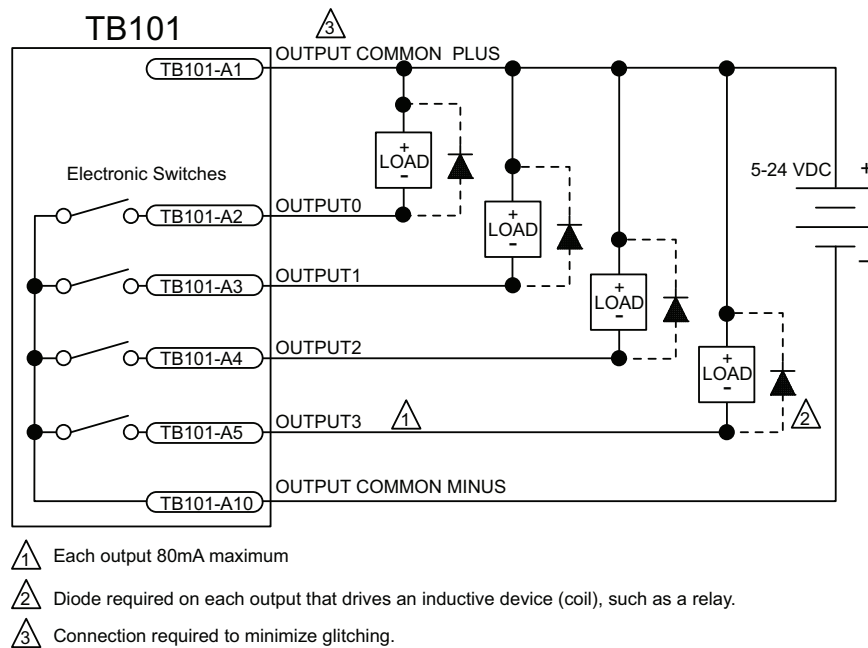 TB101
3
OUTPUT COMMON PLUS
TB101-A1
+
LOAD
-
5-24 VDC
+
-
Electronic Switches
TB101-A2
OUTPUT0
+
LOAD
-
TB101-A3
OUTPUT1
+
LOAD
-
TB101-A4
OUTPUT2
+
LOAD
-
TB101-A5
OUTPUT3
1
2
TB101-A10
OUTPUT COMMON MINUS
1 Each output 80mA maximum
2 Diode required on each output that drives an inductive device (coil), such as a relay.
3 Connection required to minimize glitching.